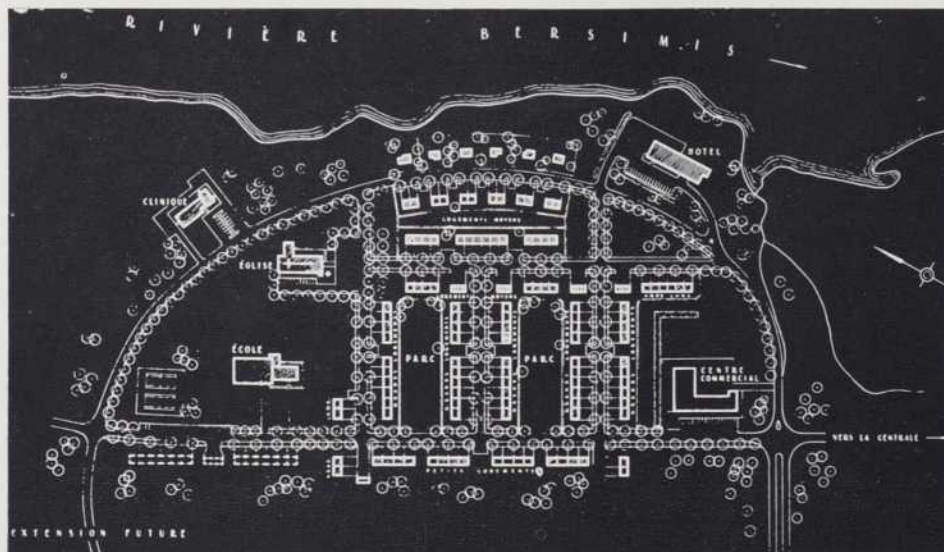 RIVIÈRE BERSIMIS
HOTEL
CLINIQUE
LOGEMENTS MOYENS
ÉGLISE
PARC
PARC
ÉCOLE
CENTRE
COMMERCIAL
VERS LA CENTRALE
PETITS LOGEMENTS
EXTENSION FUTURE